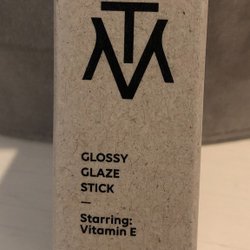 GLOSSY
GLAZE
STICK
—
Starring:
Vitamin E